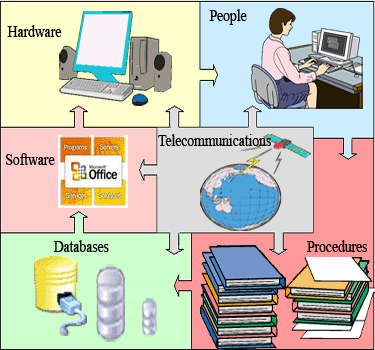 Hardware
People
Software
Telecommunications
Programs
Servers
Microsoft
Office
Services
Solutions
Databases
Procedures